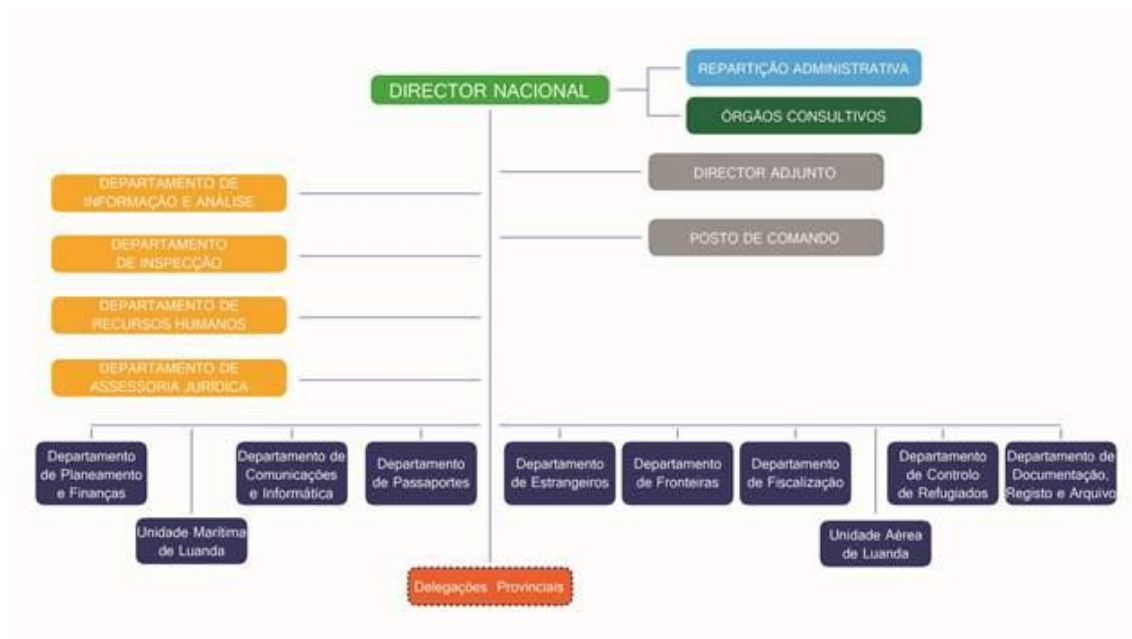 REPARTIÇÃO ADMINISTRATIVA
DIRECTOR NACIONAL
ÓRGÃOS CONSULTIVOS
DIRECTOR ADJUNTO
DEPARTAMENTO DE
INFORMAÇÃO E ANÁLISE
POSTO DE COMANDO
DEPARTAMENTO
DE INSPECÇÃO
DEPARTAMENTO DE
RECURSOS HUMANOS
DEPARTAMENTO DE
ASSESSORIA JURÍDICA
Departamento
de Planeamento
e Finanças
Departamento de
Comunicações
e Informática
Departamento
de Passaportes
Departamento
de Estrangeiros
Departamento
de Fronteiras
Departamento
de Fiscalização
Departamento
de Controlo
de Refugiados
Departamento de
Documentação,
Registo e Arquivo
Unidade Marítima
de Luanda
Unidade Aérea
de Luanda
Delegações Provinciais